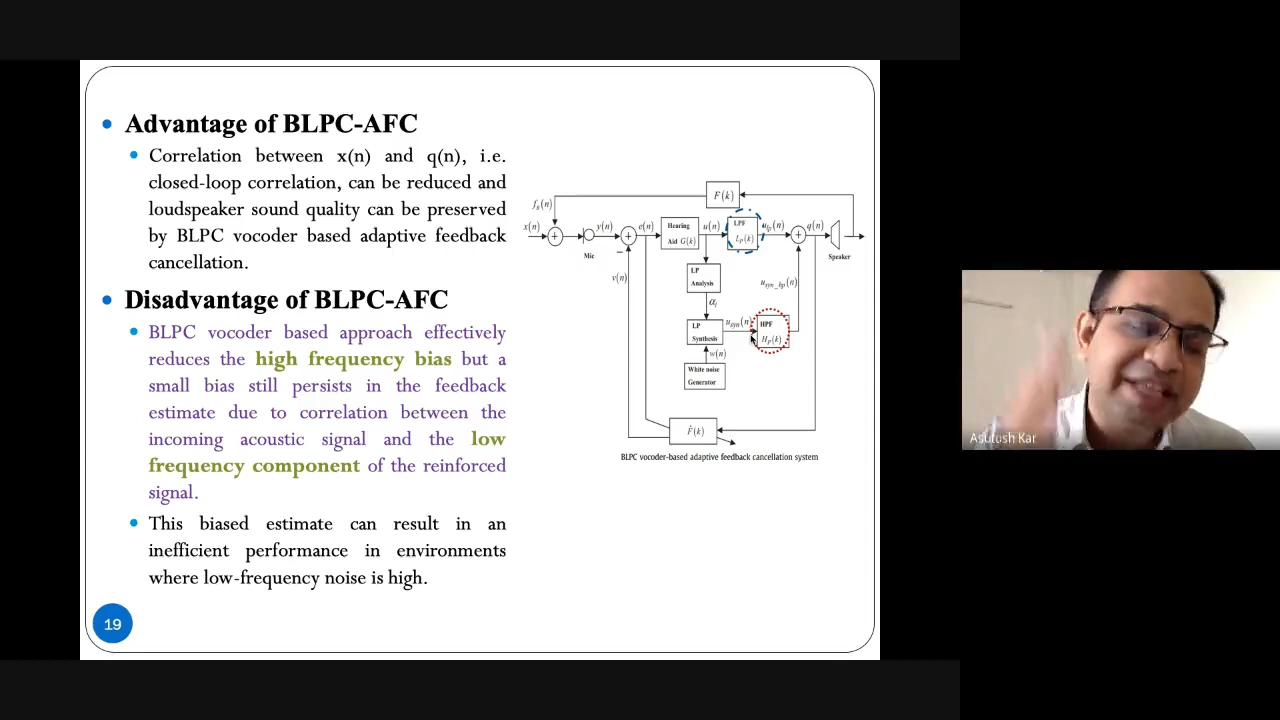 Advantage of BLPC-AFC
Correlation between x(n) and q(n), i.e.
closed-loop correlation, can be reduced and
loudspeaker sound quality can be preserved
by BLPC vocoder based adaptive feedback
cancellation.
Disadvantage of BLPC-AFC
BLPC vocoder based approach effectively
reduces the high frequency bias but a
small bias still persists in the feedback
estimate due to correlation between the
incoming acoustic signal and the low
frequency component of the reinforced
signal.
This biased estimate can result in an
inefficient performance in environments
where low-frequency noise is high.
19
F(k)
x(n)
y(n)
e(n)
Mic
v(n)
Hearing
Aid G(k)
u(n)
LPF
q(n)
Speaker
LP
Analysis
LP
Synthesis
HPF
w(n)
White noise
Generator
F̂(k)
BLPC vocoder-based adaptive feedback cancellation system
Asutosh Kar